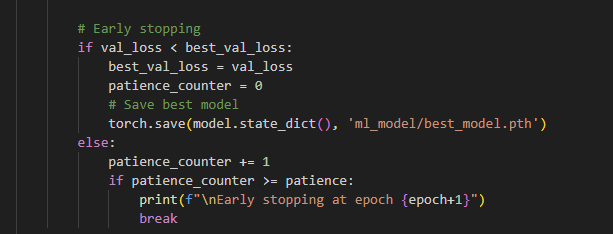 # Early stopping
if val_loss < best_val_loss:
    best_val_loss = val_loss
    patience_counter = 0
    # Save best model
    torch.save(model.state_dict(), 'ml_model/best_model.pth')
else:
    patience_counter += 1
    if patience_counter >= patience:
        print(f"\nEarly stopping at epoch {epoch+1}")
        break